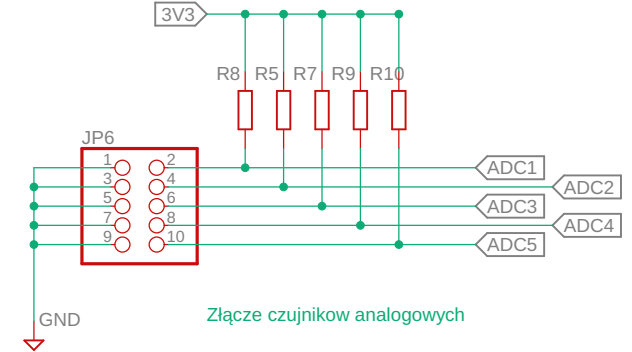 3V3
R8 R5 R7 R9 R10
JP6
1 2
3 4
5 6
7 8
9 10
ADC1
ADC2
ADC3
ADC4
ADC5
GND
Złącze czujnikow analogowych